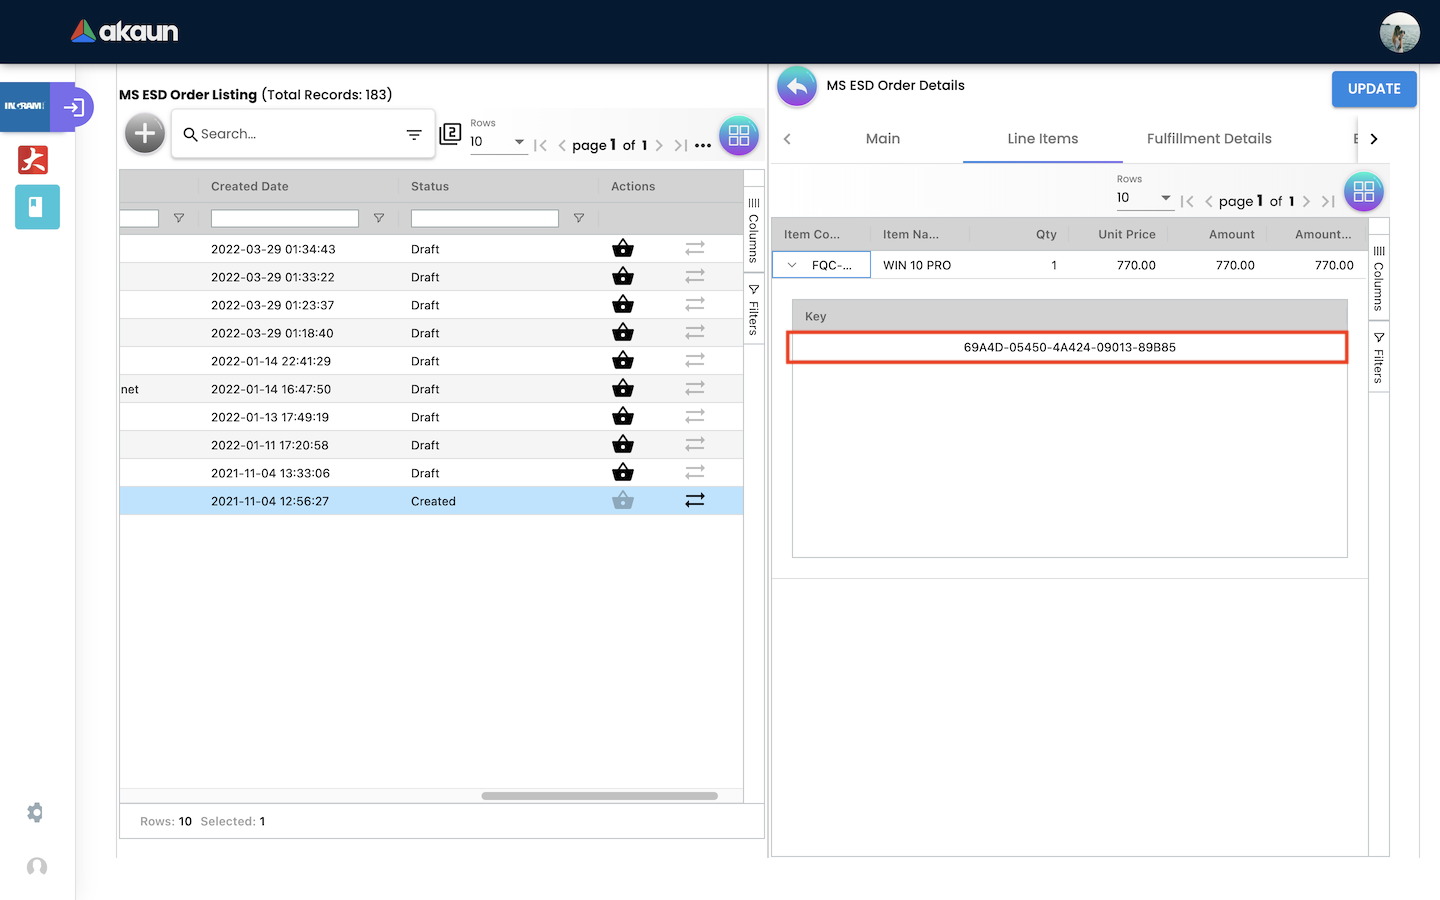 akaun
INGRAM
大
MS ESD Order Listing (Total Records: 183)
Search...
2
Rows
10
page 1 of 1
Created Date Status Actions
2022-03-29 01:34:43 Draft
2022-03-29 01:33:22 Draft
2022-03-29 01:23:37 Draft
2022-03-29 01:18:40 Draft
2022-01-14 22:41:29 Draft
net 2022-01-14 16:47:50 Draft
2022-01-13 17:49:19 Draft
2022-01-11 17:20:58 Draft
2021-11-04 13:33:06 Draft
2021-11-04 12:56:27 Created
Columns
Filters
Rows: 10 Selected: 1
MS ESD Order Details
UPDATE
Main Line Items Fulfillment Details E
Rows
10
page 1 of 1
Item Co... Item Na... Qty Unit Price Amount Amount...
FQC-... WIN 10 PRO 1 770.00 770.00 770.00
Key
69A4D-05450-4A424-09013-89B85
Columns
Filters